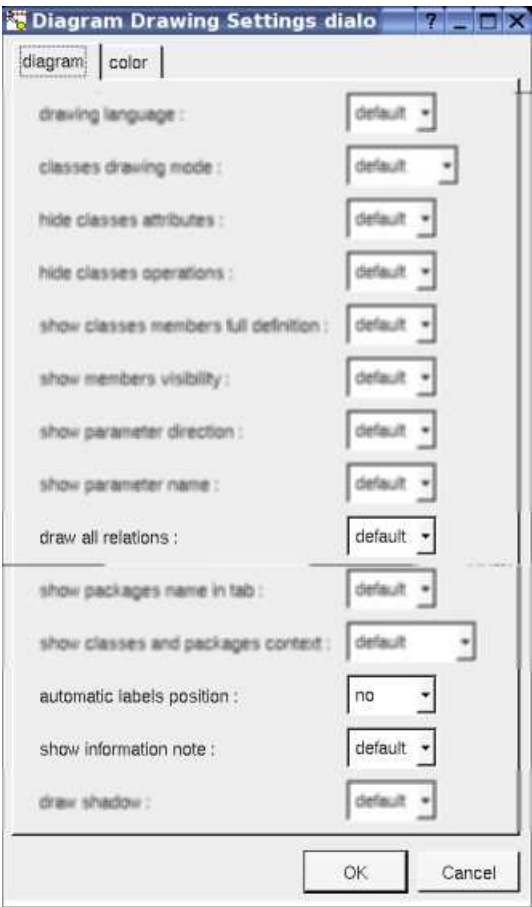 Diagram Drawing Settings dialo ? _ □ X
diagram color
drawing language : default
classes drawing mode : default
hide classes attributes : default
hide classes operations : default
show classes members full definition : default
show members visibility : default
show parameter direction : default
show parameter name : default
draw all relations : default
show packages name in tab : default
show classes and packages context : default
automatic labels position : no
show information note : default
draw shadow : default
OK Cancel